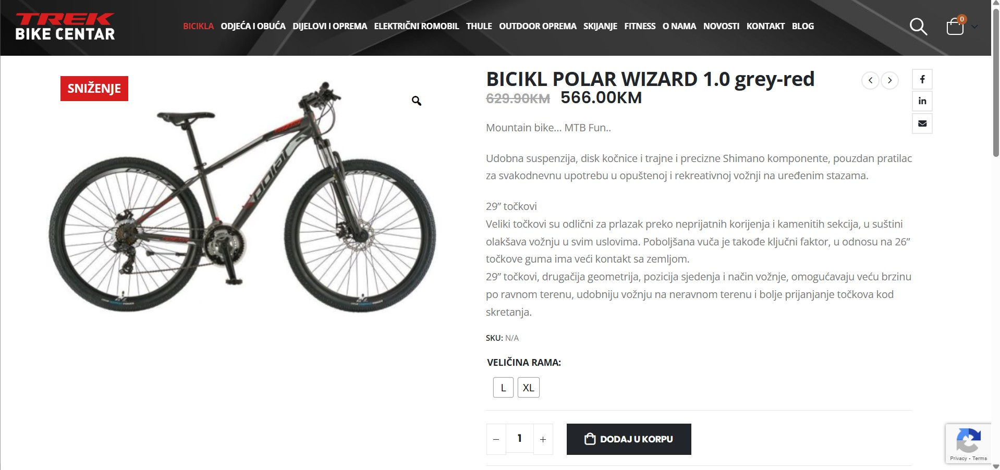 TREK
BIKE CENTAR
BICIKLA ODJEĆA I OBUĆA DIJELOVI I OPREMA ELEKTRIČNI ROMOBIL THULE OUTDOOR OPREMA SKIJANJE FITNESS O NAMA NOVOSTI KONTAKT BLOG
0
SNIŽENJE
polar
BICIKL POLAR WIZARD 1.0 grey-red
629.90KM 566.00KM
Mountain bike... MTB Fun..
Udobna suspenzija, disk kočnice i trajne i precizne Shimano komponente, pouzdan pratilac
za svakodnevnu upotrebu u opuštenoj i rekreativnoj vožnji na uređenim stazama.
29” točkovi
Veliki točkovi su odlični za prlazak preko neprijatnih korijenja i kamenitih sekcija, u suštini
olakšava vožnju u svim uslovima. Poboljšana vuča je takođe ključni faktor, u odnosu na 26”
točkove guma ima veći kontakt sa zemljom.
29” točkovi, drugačija geometrija, pozicija sjedenja i način vožnje, omogućavaju veću brzinu
po ravnom terenu, udobniju vožnju na neravnom terenu i bolje prijanjanje točkova kod
skretanja.
SKU: N/A
VELIČINA RAMA:
L XL
− 1 + DODAJ U KORPU
Privacy - Terms